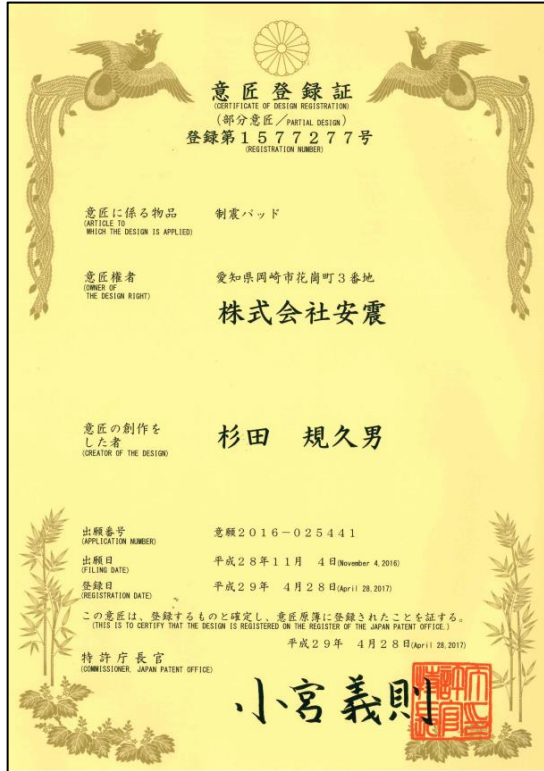 意匠登録証
(CERTIFICATE OF DESIGN REGISTRATION)
(部分意匠/PARTIAL DESIGN)
登録第1577277号
(REGISTRATION NUMBER)
意匠に係る物品 制震パッド
(ARTICLE TO
WHICH THE DESIGN IS APPLIED)
意匠権者 愛知県岡崎市花崗町3番地
(OWNER OF
THE DESIGN RIGHT)
株式会社安震
意匠の創作を
した者 杉田 規久男
(CREATOR OF THE DESIGN)
出願番号 意願2016-025441
(APPLICATION NUMBER)
出願日 平成28年11月 4日(November 4,2016)
(FILING DATE)
登録日 平成29年 4月28日(April 28,2017)
(REGISTRATION DATE)
この意匠は、登録するものと確定し、意匠原簿に登録されたことを証する。
(THIS IS TO CERTIFY THAT THE DESIGN IS REGISTERED ON THE REGISTER OF THE JAPAN PATENT OFFICE.)
平成29年 4月28日(April 28,2017)
特許庁長官
(COMMISSIONER, JAPAN PATENT OFFICE)
小宮義則